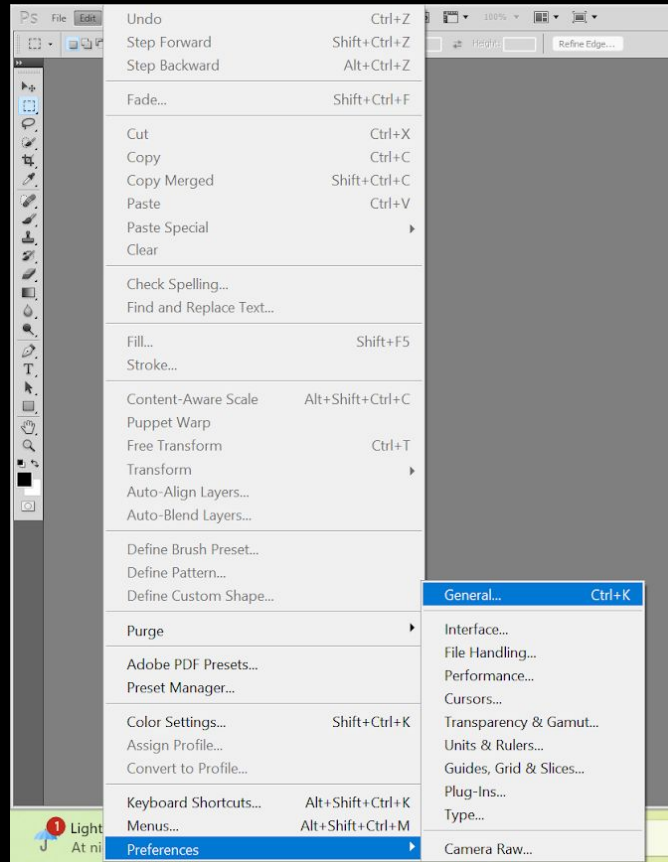 PS File Edit 100%
Height: Refine Edge...
Undo Ctrl+Z
Step Forward Shift+Ctrl+Z
Step Backward Alt+Ctrl+Z
Fade... Shift+Ctrl+F
Cut Ctrl+X
Copy Ctrl+C
Copy Merged Shift+Ctrl+C
Paste Ctrl+V
Paste Special
Clear
Check Spelling...
Find and Replace Text...
Fill... Shift+F5
Stroke...
Content-Aware Scale Alt+Shift+Ctrl+C
Puppet Warp
Free Transform Ctrl+T
Transform
Auto-Align Layers...
Auto-Blend Layers...
Define Brush Preset...
Define Pattern...
Define Custom Shape...
Purge
Adobe PDF Presets...
Preset Manager...
Color Settings... Shift+Ctrl+K
Assign Profile...
Convert to Profile...
Keyboard Shortcuts... Alt+Shift+Ctrl+K
Menus... Alt+Shift+Ctrl+M
Preferences
General... Ctrl+K
Interface...
File Handling...
Performance...
Cursors...
Transparency & Gamut...
Units & Rulers...
Guides, Grid & Slices...
Plug-Ins...
Type...
Camera Raw...
1 Light
At ni